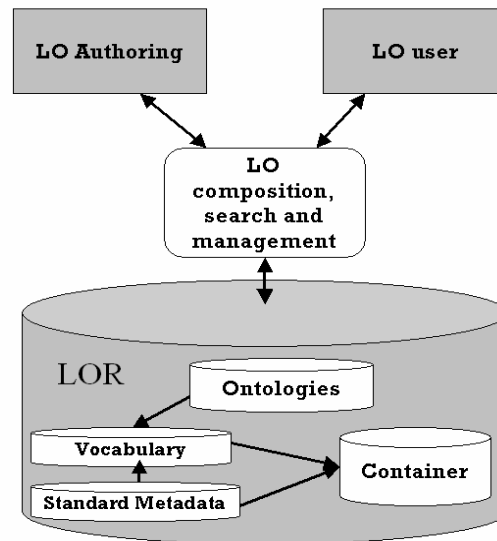 LO Authoring
LO user
LO
composition,
search and
management
LOR
Ontologies
Vocabulary
Container
Standard Metadata